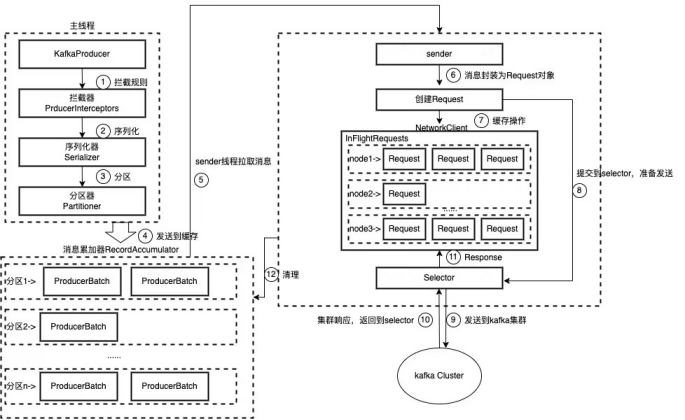 主线程
KafkaProducer
① 拦截规则
拦截器
PrducerInterceptors
② 序列化
序列化器
Serializer
③ 分区
分区器
Partitioner
④ 发送到缓存
消息累加器RecordAccumulator
分区1-> ProducerBatch ProducerBatch
分区2-> ProducerBatch
......
分区n-> ProducerBatch ProducerBatch
sender线程拉取消息
⑤
sender
⑥ 消息封装为Request对象
创建Request
⑦ 缓存操作
NetworkClient
InFlightRequests
node1-> Request Request Request
node2-> Request
......
node3-> Request Request Request
提交到selector，准备发送
⑧
⑪ Response
Selector
⑫ 清理
集群响应，返回到selector ⑩ ⑨ 发送到kafka集群
kafka Cluster